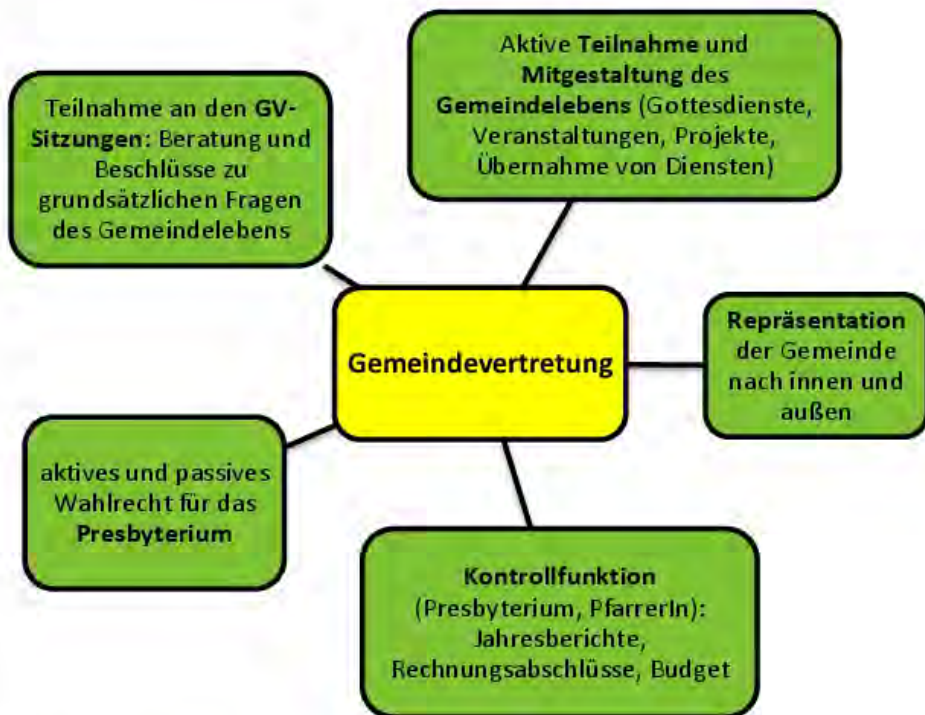 Aktive Teilnahme und
Mitgestaltung des
Gemeindelebens (Gottesdienste,
Veranstaltungen, Projekte,
Übernahme von Diensten)
Teilnahme an den GV-
Sitzungen: Beratung und
Beschlüsse zu
grundsätzlichen Fragen
des Gemeindelebens
Gemeindevertretung
Repräsentation
der Gemeinde
nach innen und
außen
aktives und passives
Wahlrecht für das
Presbyterium
Kontrollfunktion
(Presbyterium, PfarrerIn):
Jahresberichte,
Rechnungsabschlüsse, Budget